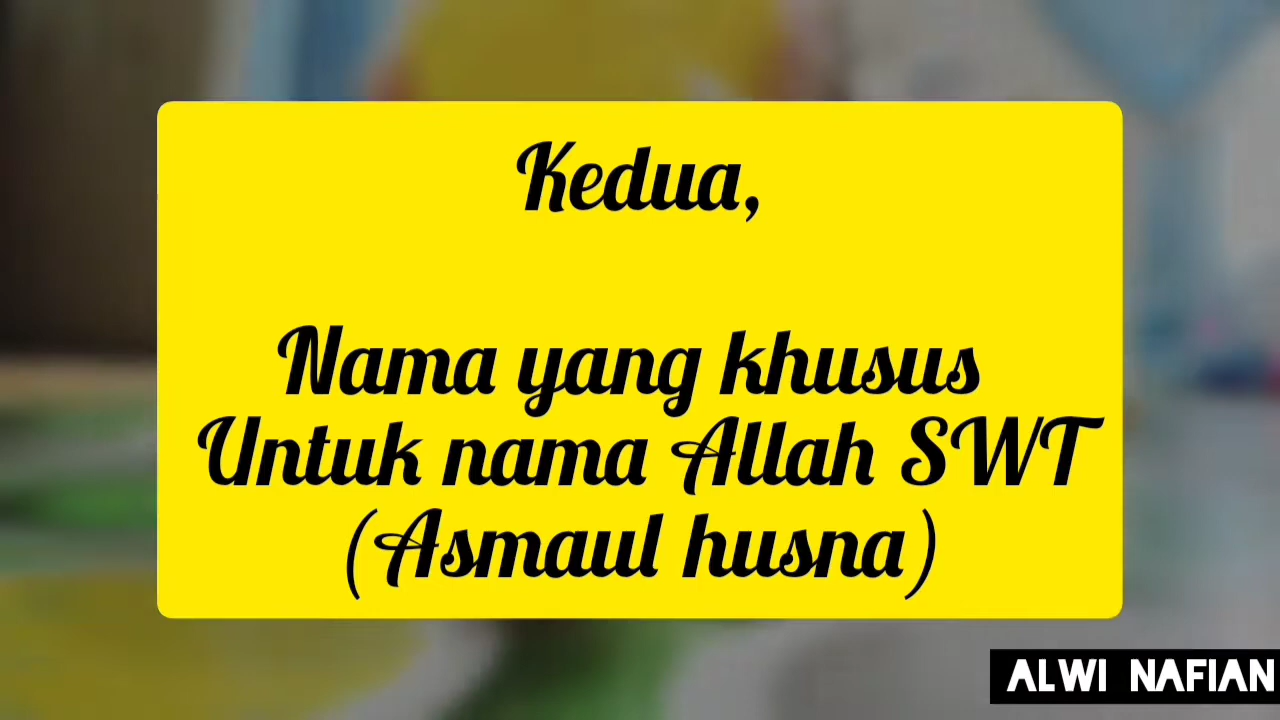 Kedua,
Nama yang khusus
Untuk nama Allah SWT
(Asmaul husna)
ALWI NAFIAN